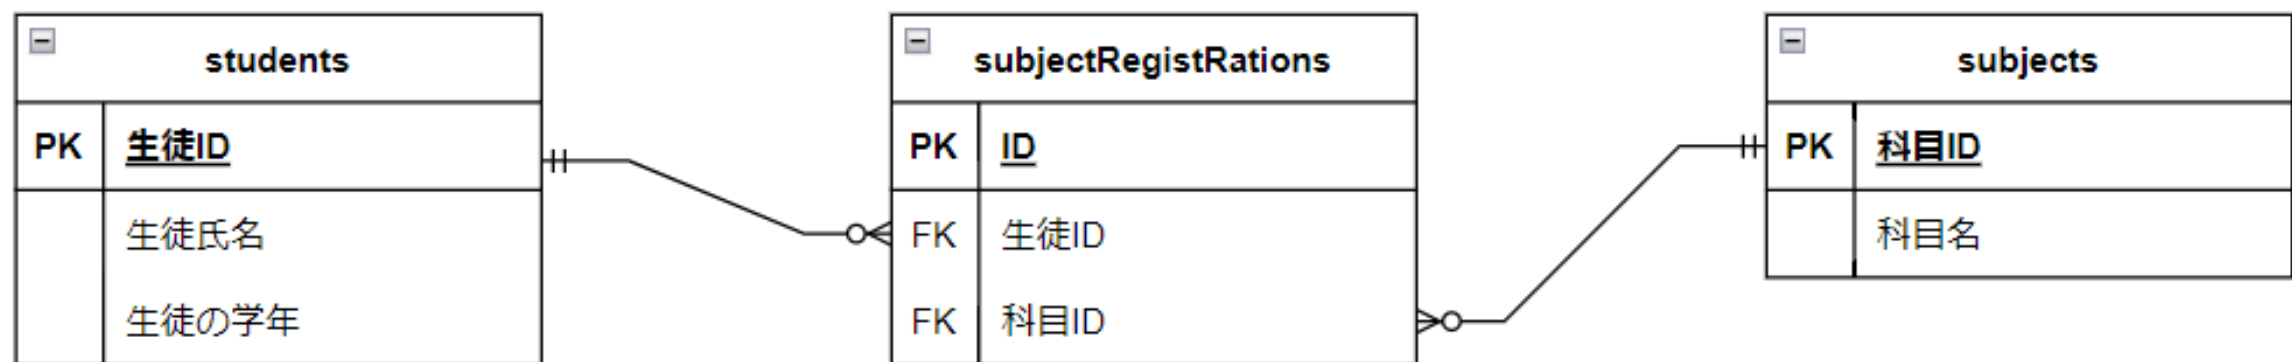 students
PK 生徒ID
生徒氏名
生徒の学年
subjectRegistRations
PK ID
FK 生徒ID
FK 科目ID
subjects
PK 科目ID
科目名